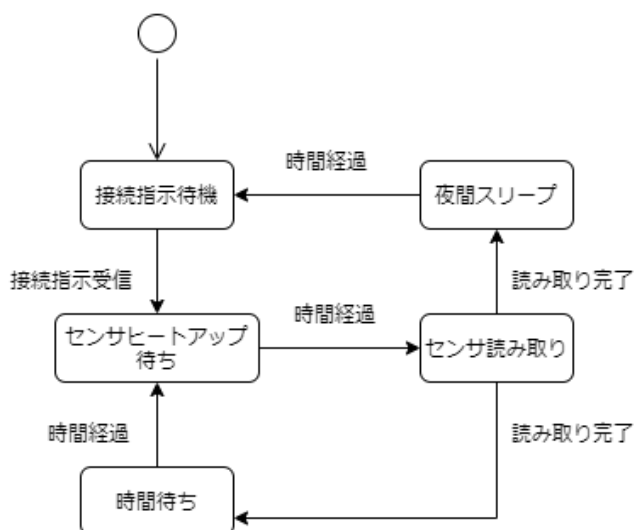 時間経過
接続指示待機
夜間スリープ
接続指示受信
読み取り完了
時間経過
センサヒートアップ
待ち
センサ読み取り
時間経過
読み取り完了
時間待ち